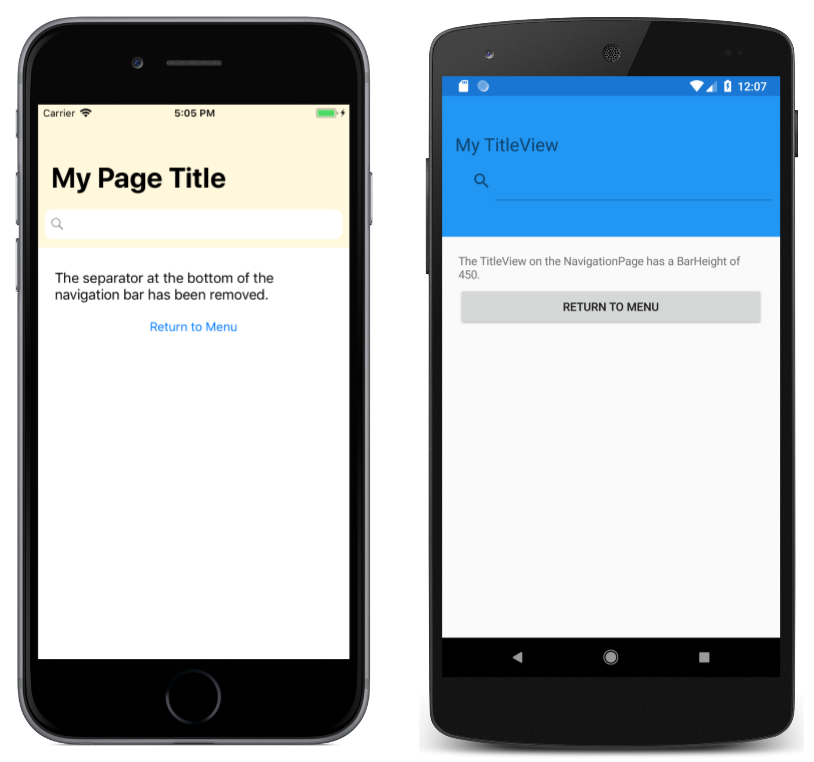 Carrier
5:05 PM
My Page Title
The separator at the bottom of the
navigation bar has been removed.
Return to Menu
12:07
My TitleView
The TitleView on the NavigationPage has a BarHeight of
450.
RETURN TO MENU